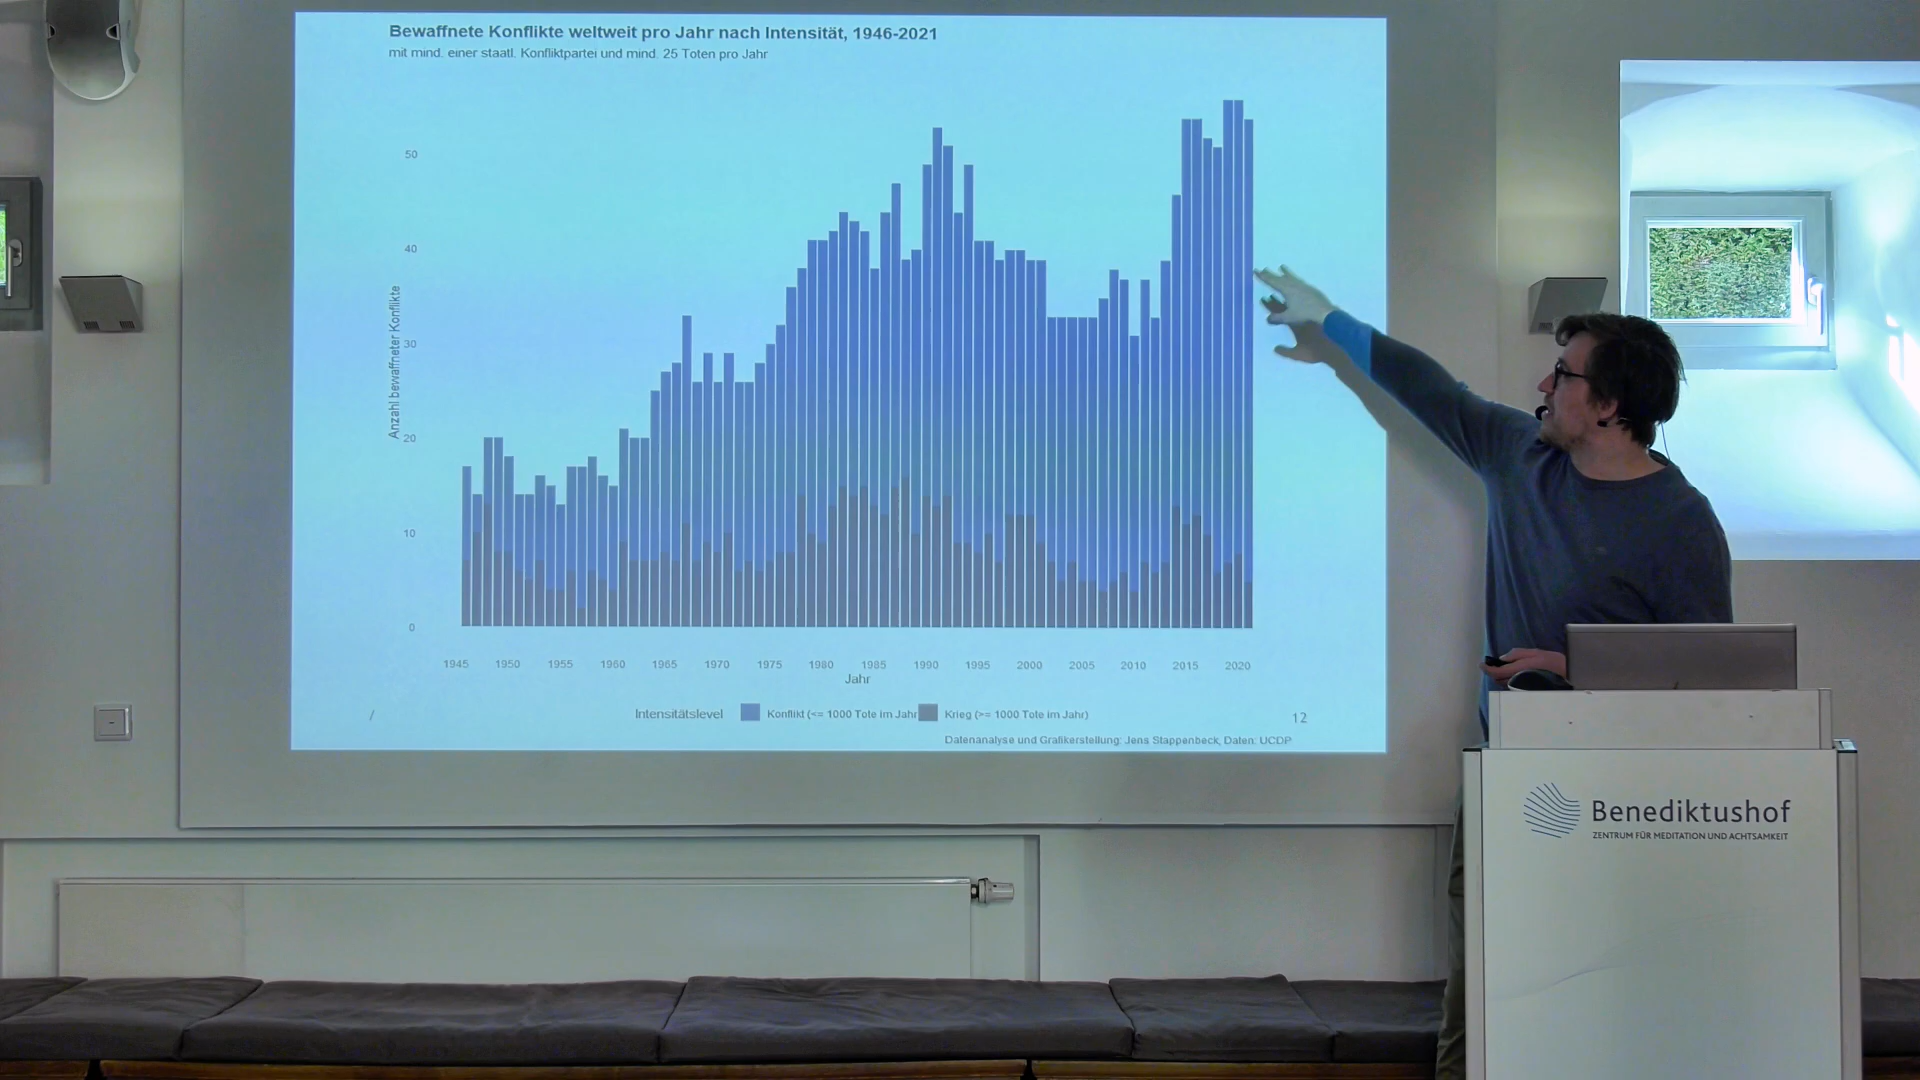 Bewaffnete Konflikte weltweit pro Jahr nach Intensität, 1946-2021
mit mind. einer staatl. Konfliktpartei und mind. 25 Toten pro Jahr
Anzahl bewaffneter Konflikte
50
40
30
20
10
0
1945 1950 1955 1960 1965 1970 1975 1980 1985 1990 1995 2000 2005 2010 2015 2020
Jahr
/ Intensitätslevel Konflikt (<= 1000 Tote im Jahr Krieg (>= 1000 Tote im Jahr) 12
Datenanalyse und Grafikerstellung: Jens Stappenbeck, Daten: UCDP
Benediktushof
ZENTRUM FÜR MEDITATION UND ACHTSAMKEIT